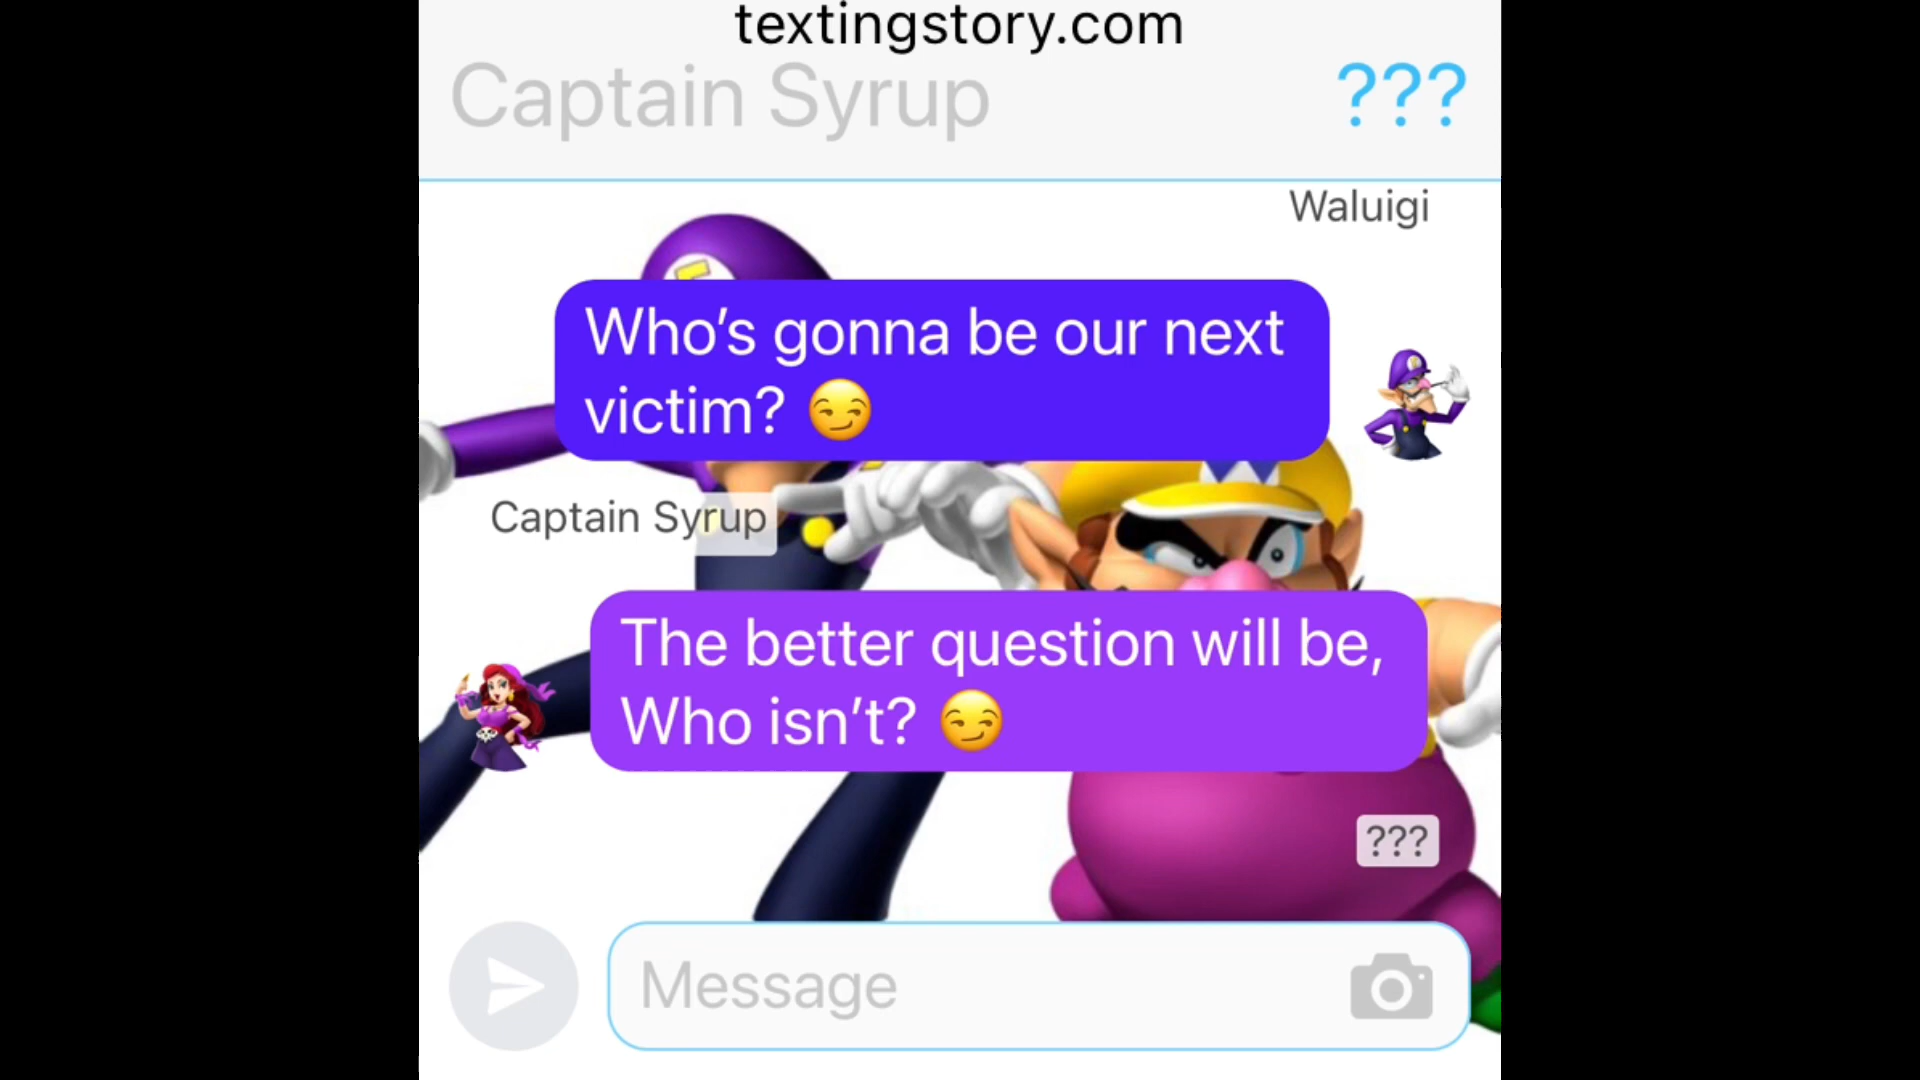 textingstory.com
Captain Syrup ???
Waluigi
Who’s gonna be our next
victim? 😏
Captain Syrup
The better question will be,
Who isn’t? 😏
???
Message